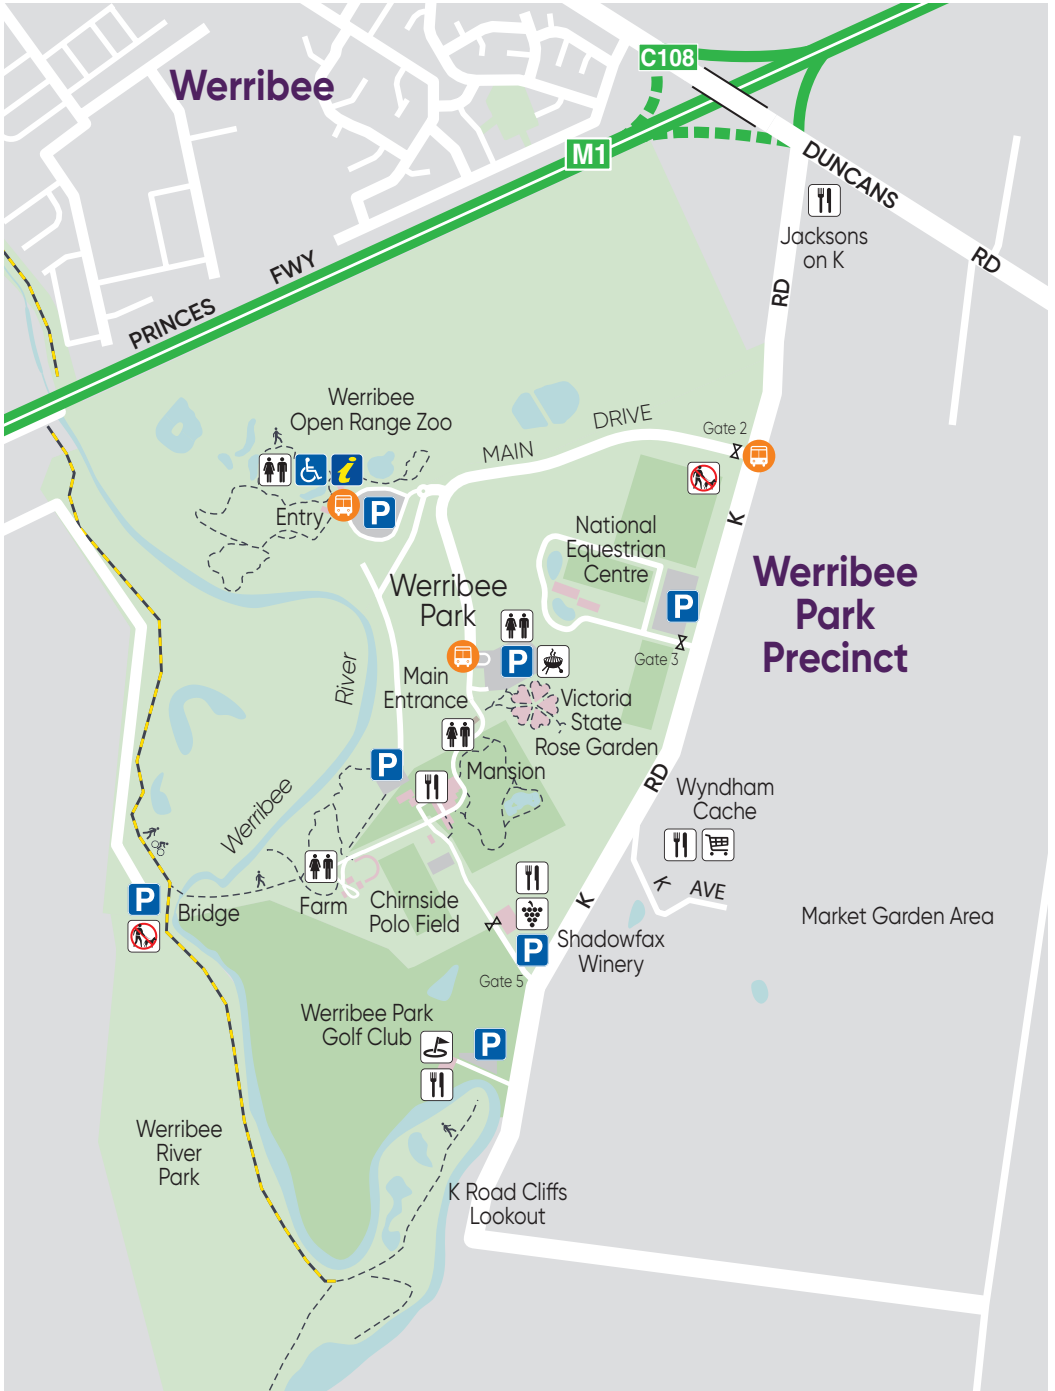 C108
Werribee
M1
DUNCANS
RD
Jacksons
on K
RD
PRINCES
FWY
Werribee
Open Range Zoo
MAIN
DRIVE
Gate 2
i
Entry
P
K
National
Equestrian
Centre
Werribee
Park
Precinct
Werribee
Park
P
P
Gate 3
River
Main
Entrance
Victoria
State
Rose Garden
P
Mansion
RD
Wyndham
Cache
Werribee
K
AVE
P
Bridge
Farm
Chirnside
Polo Field
K
Market Garden Area
P
Shadowfax
Winery
Gate 5
Werribee Park
Golf Club
P
Werribee
River
Park
K Road Cliffs
Lookout